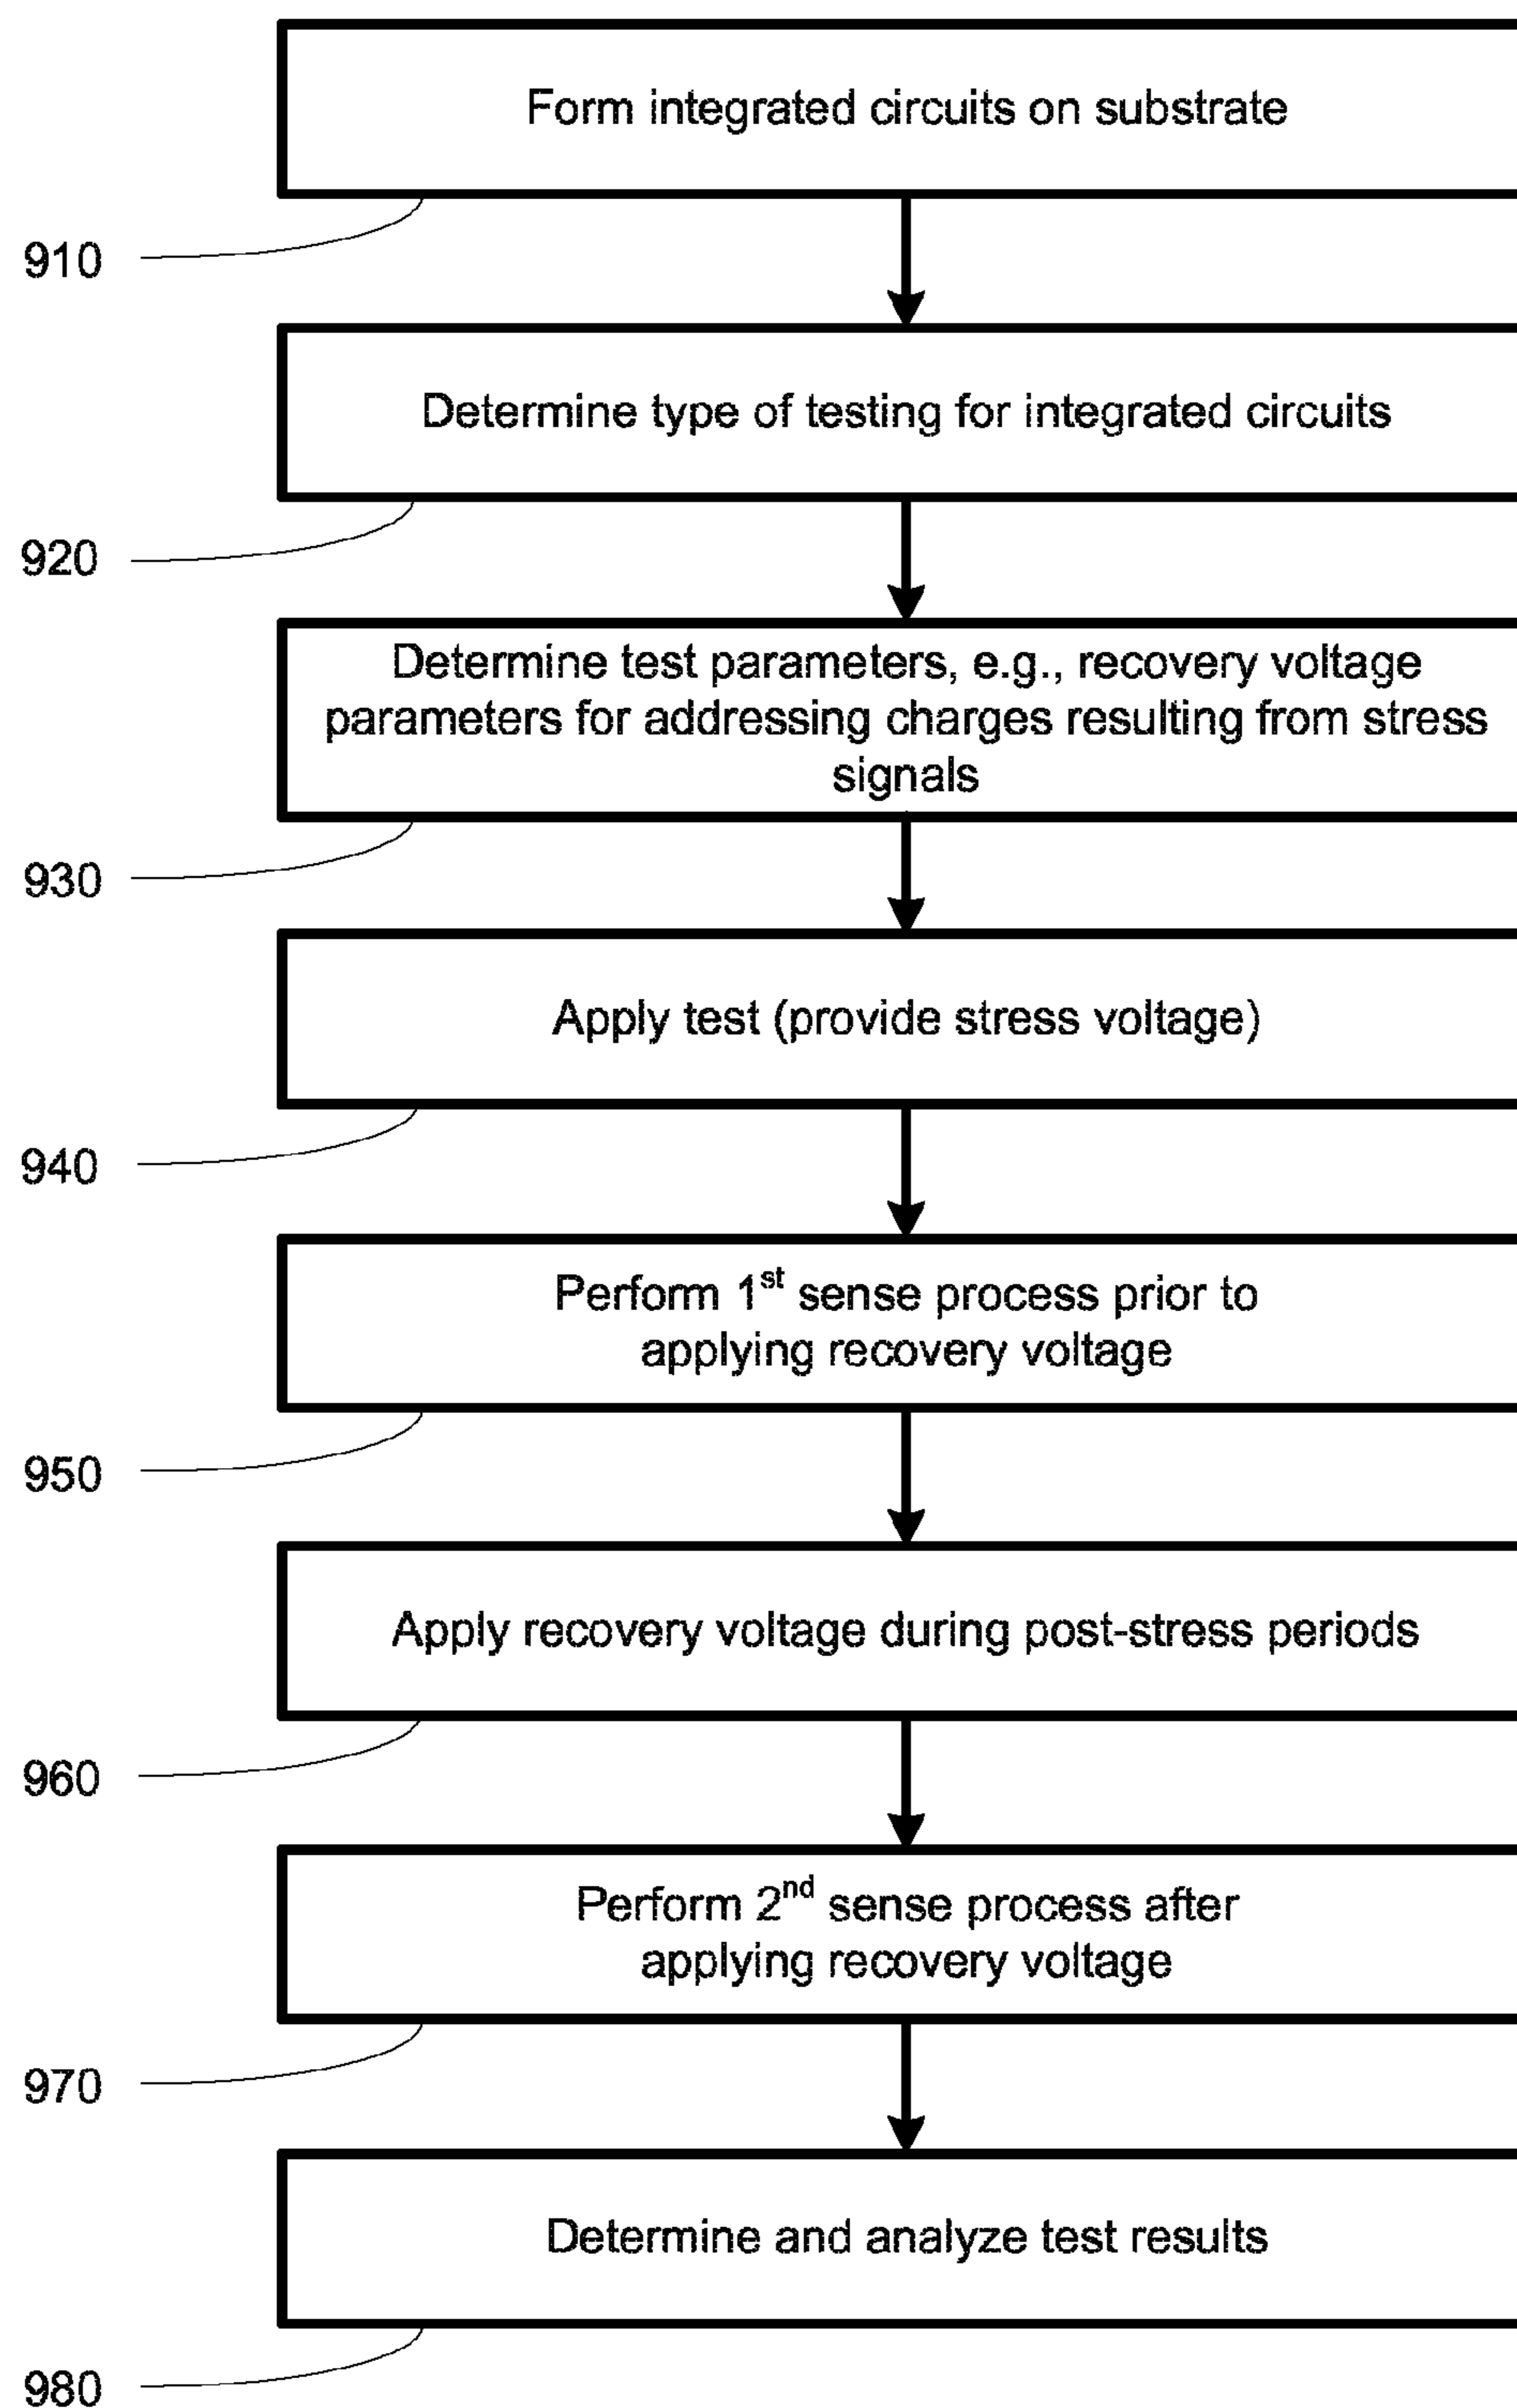 Form integrated circuits on substrate
910
Determine type of testing for integrated circuits
920
Determine test parameters, e.g., recovery voltage
parameters for addressing charges resulting from stress
signals
930
Apply test (provide stress voltage)
940
Perform 1st sense process prior to
applying recovery voltage
950
Apply recovery voltage during post-stress periods
960
Perform 2nd sense process after
applying recovery voltage
970
Determine and analyze test results
980